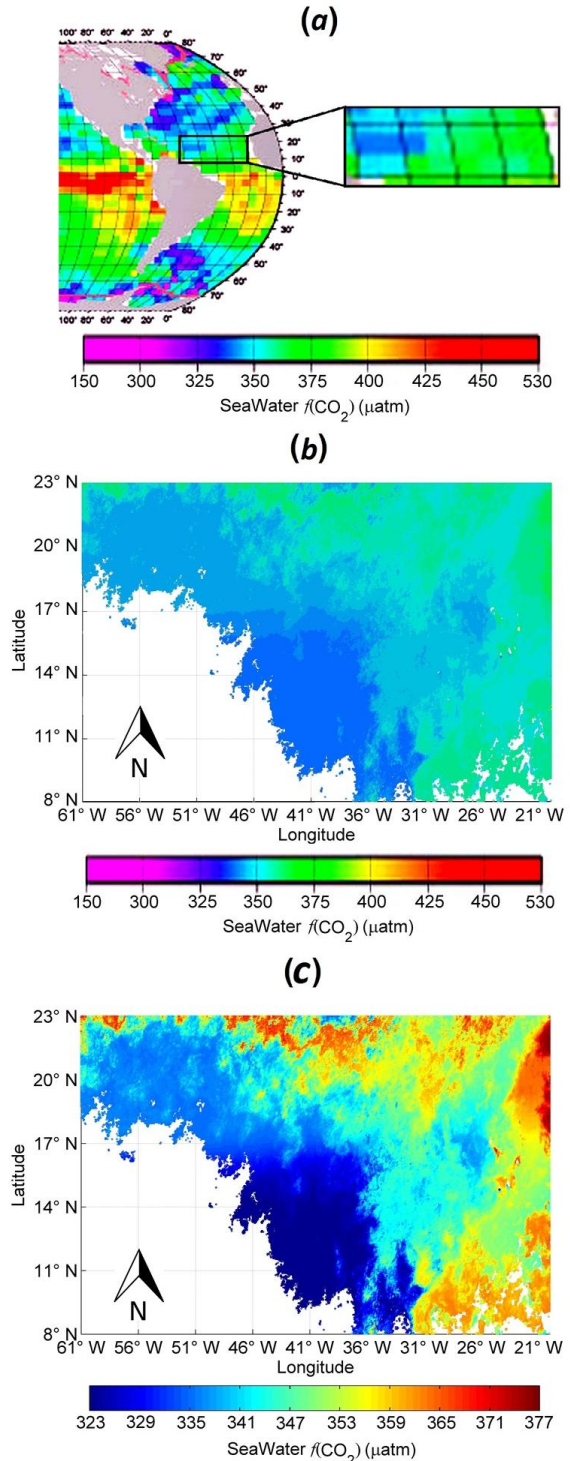 (a)
100° 80° 60° 40° 20° 0° 80°
70°
60°
50°
40°
30°
20°
10°
0°
10°
20°
30°
40°
50°
60°
70°
100° 80° 60° 40° 20° 0° 80°
150 300 325 350 375 400 425 450 530
SeaWater f(CO₂) (µatm)
(b)
23° N
20° N
17° N
14° N
11° N
8° N
Latitude
N
61° W 56° W 51° W 46° W 41° W 36° W 31° W 26° W 21° W
Longitude
150 300 325 350 375 400 425 450 530
SeaWater f(CO₂) (µatm)
(c)
23° N
20° N
17° N
14° N
11° N
8° N
Latitude
N
61° W 56° W 51° W 46° W 41° W 36° W 31° W 26° W 21° W
Longitude
323 329 335 341 347 353 359 365 371 377
SeaWater f(CO₂) (µatm)